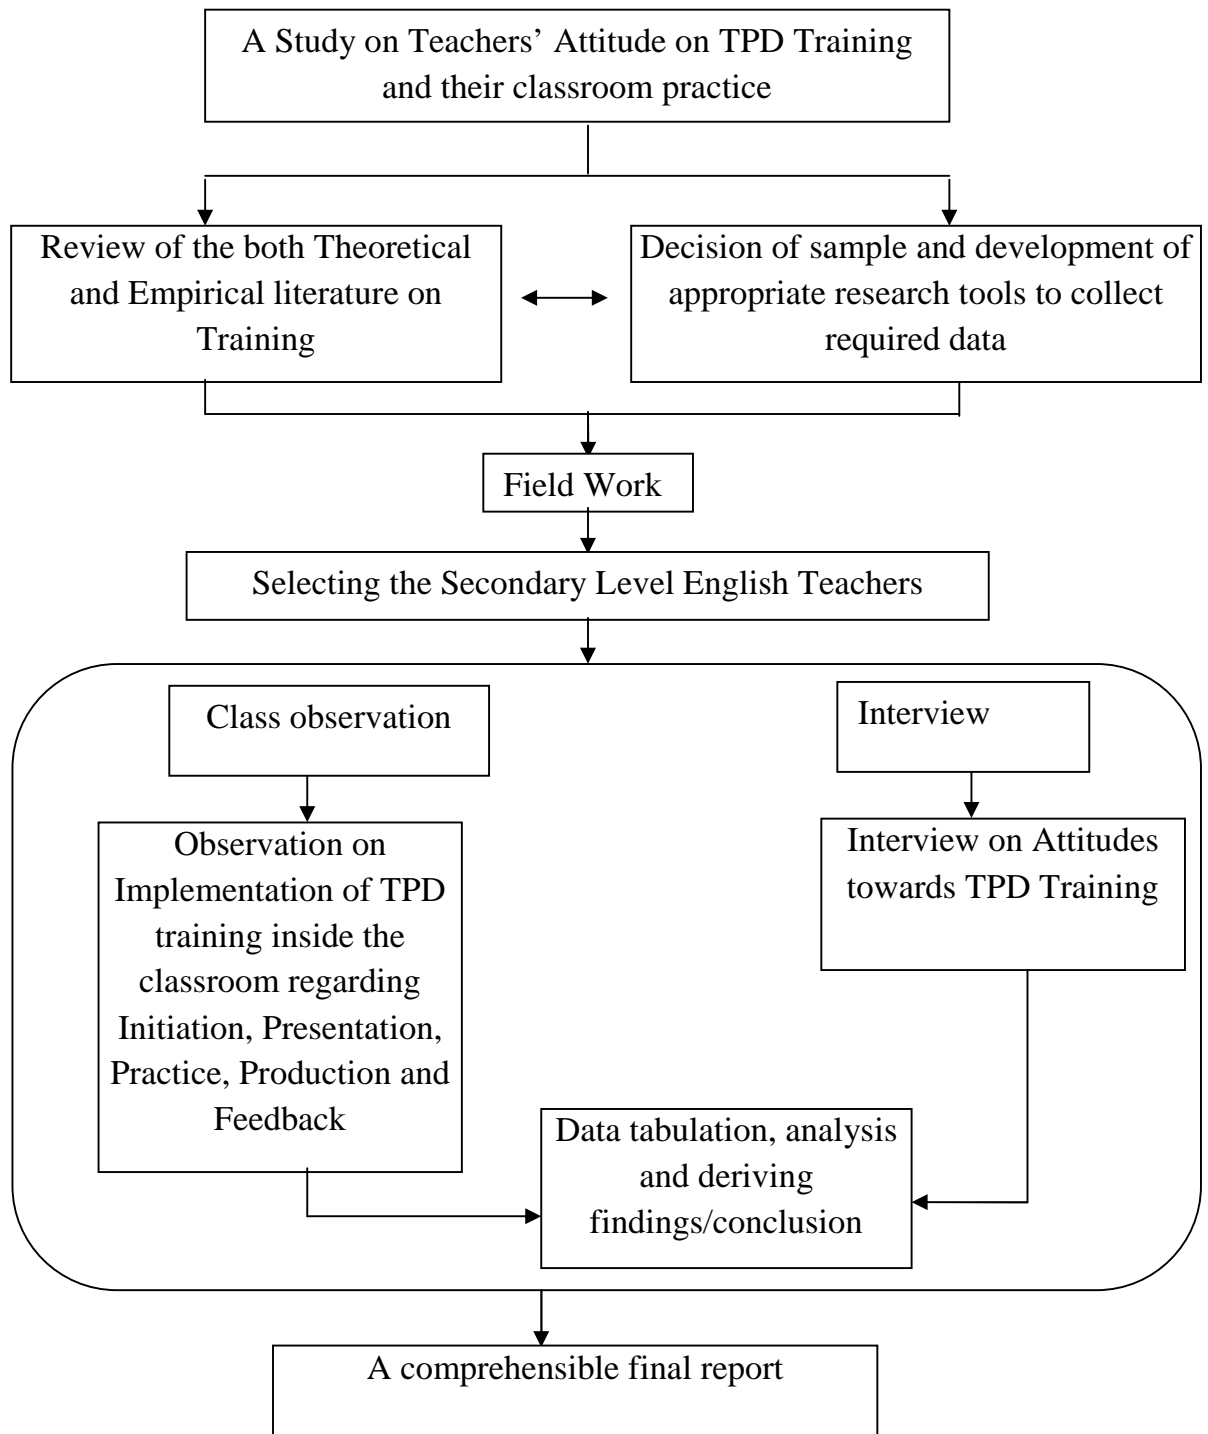 A Study on Teachers’ Attitude on TPD Training
and their classroom practice
Review of the both Theoretical
and Empirical literature on
Training
Decision of sample and development of
appropriate research tools to collect
required data
Field Work
Selecting the Secondary Level English Teachers
Class observation
Interview
Observation on
Implementation of TPD
training inside the
classroom regarding
Initiation, Presentation,
Practice, Production and
Feedback
Interview on Attitudes
towards TPD Training
Data tabulation, analysis
and deriving
findings/conclusion
A comprehensible final report